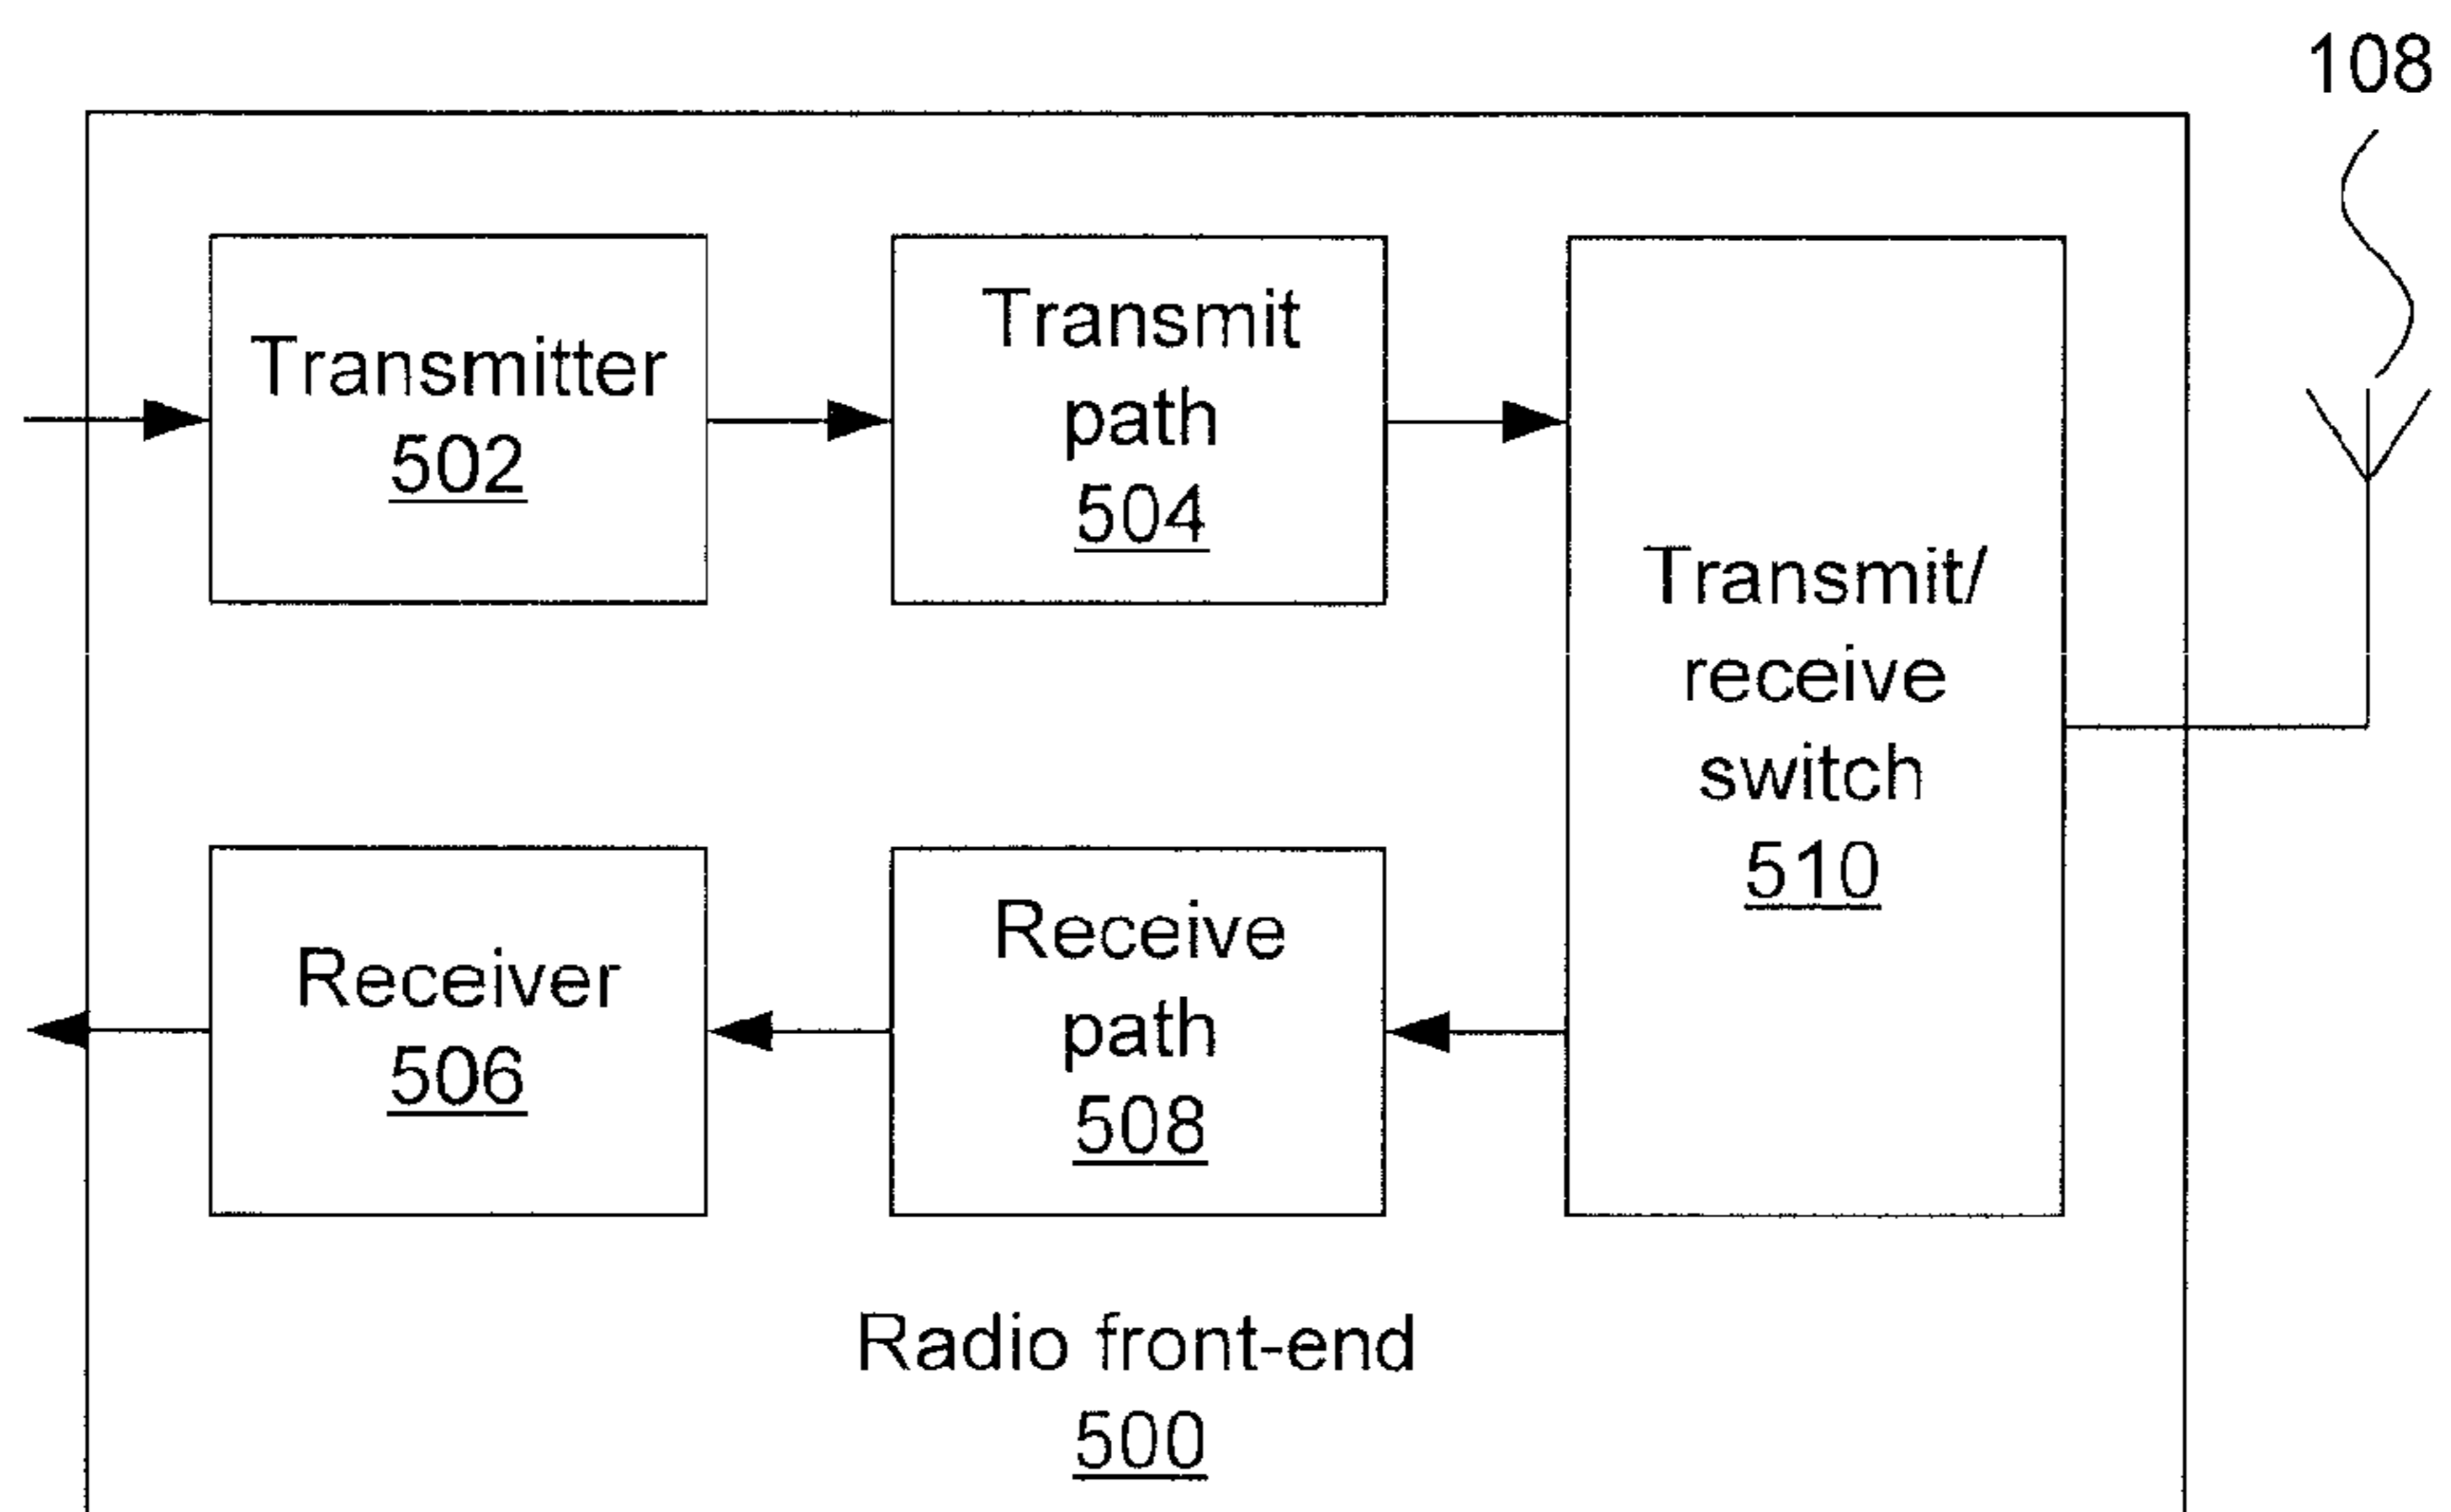 108
Transmitter
502
Transmit
path
504
Transmit/
receive
switch
510
Receiver
506
Receive
path
508
Radio front-end
500